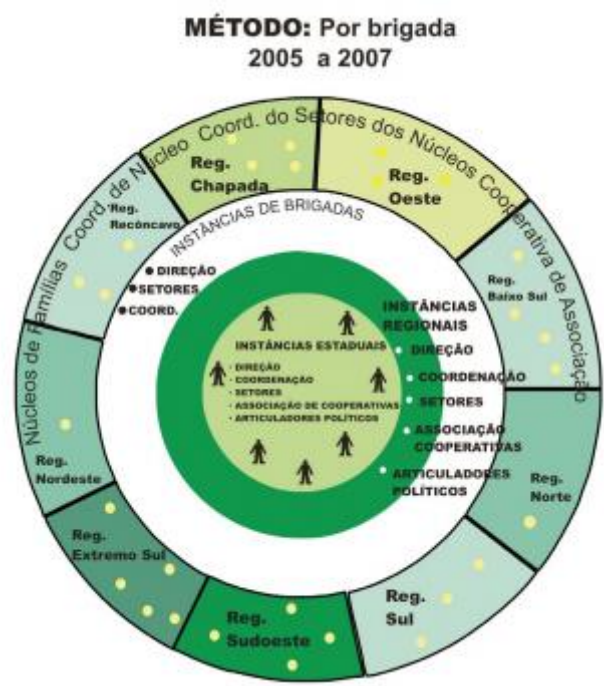 MÉTODO: Por brigada
2005 a 2007
Núcleos de Famílias Coord. de Núcleo Coord. do Setores dos Núcleos Cooperativa de Associação
Reg.
Chapada
Reg.
Oeste
Reg.
Recôncavo
Reg.
Baixo Sul
INSTÂNCIAS DE BRIGADAS
DIREÇÃO
SETORES
COORD.
INSTÂNCIAS
REGIONAIS
DIREÇÃO
COORDENAÇÃO
SETORES
ASSOCIAÇÃO
COOPERATIVAS
ARTICULADORES
POLÍTICOS
INSTÂNCIAS ESTADUAIS
· DIREÇÃO
· COORDENAÇÃO
· SETORES
· ASSOCIAÇÃO DE COOPERATIVAS
· ARTICULADORES POLÍTICOS
Reg.
Nordeste
Reg.
Norte
Reg.
Extremo Sul
Reg.
Sudoeste
Reg.
Sul